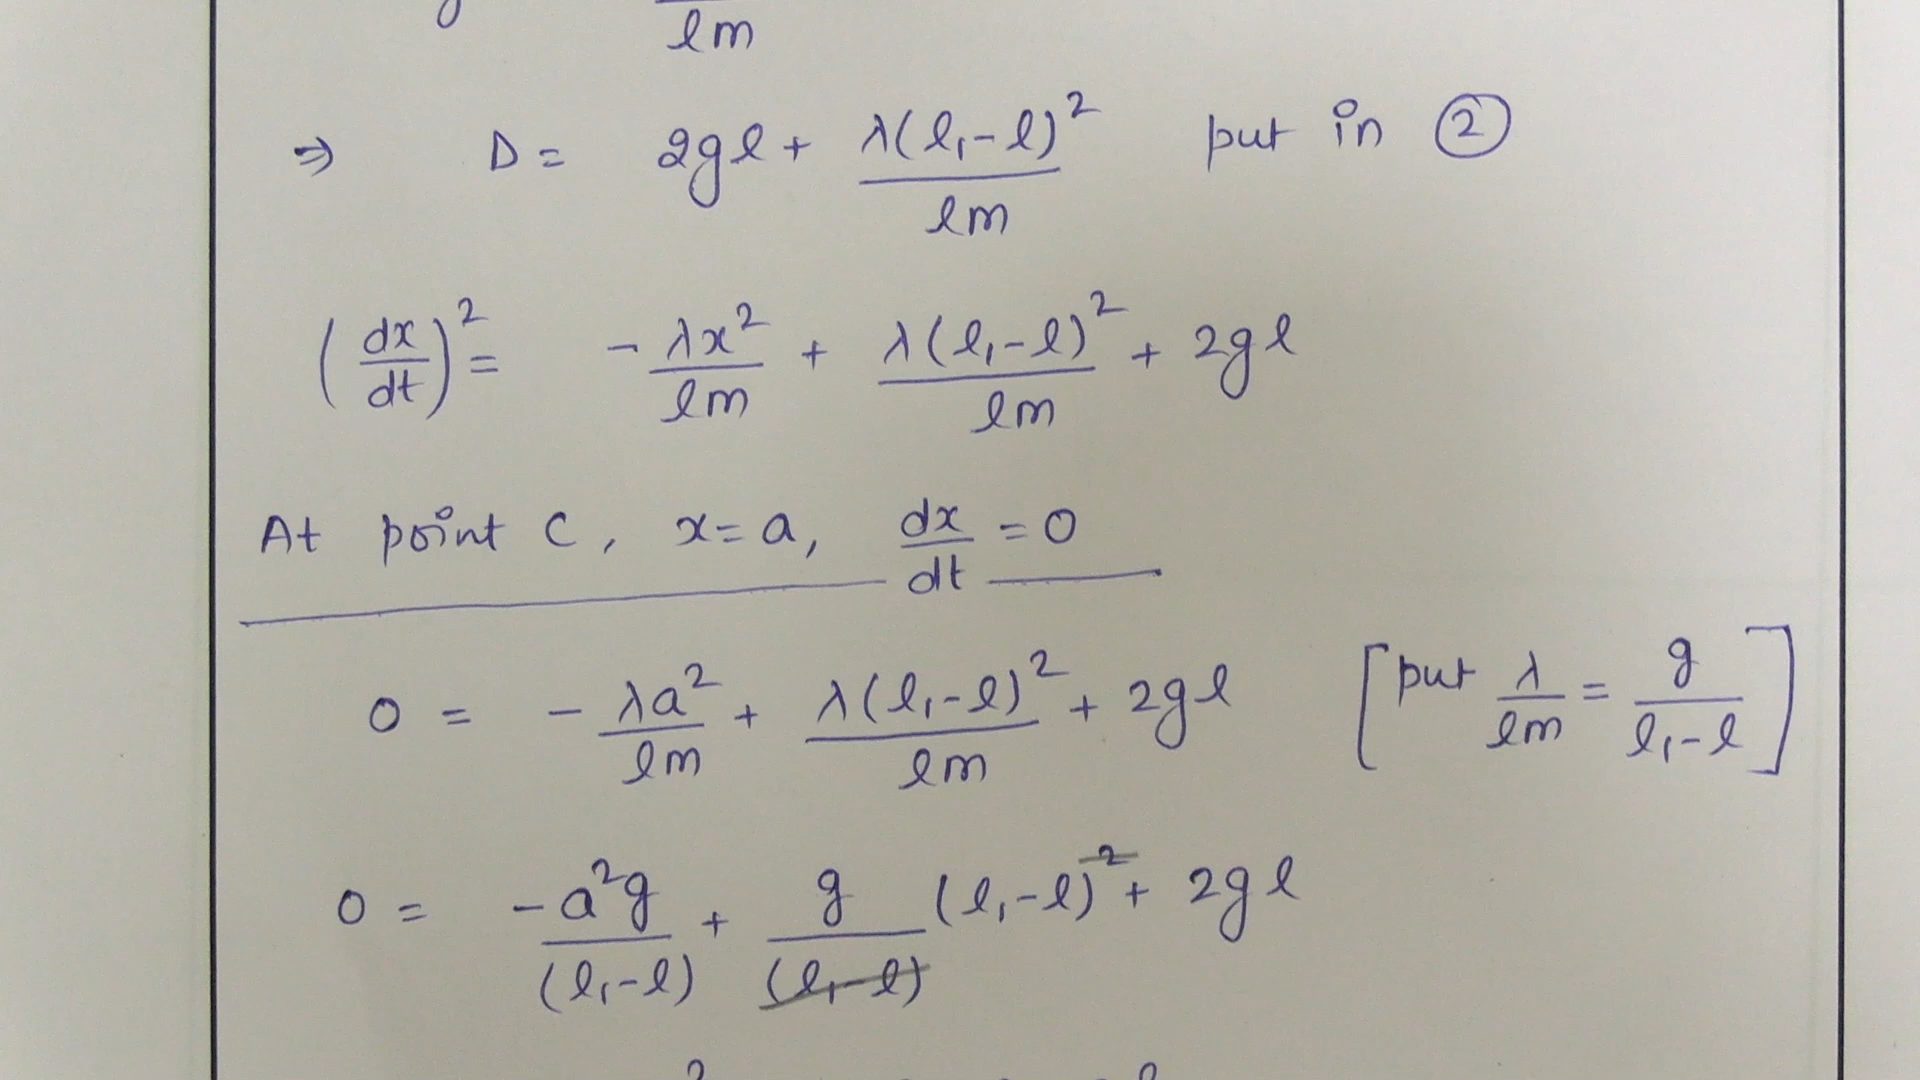 lm
⇒ D = 2gl + λ(l₁-l)²/lm put in ②
(dx/dt)² = - λx²/lm + λ(l₁-l)²/lm + 2gl
At point C, x=a, dx/dt = 0
0 = - λa²/lm + λ(l₁-l)²/lm + 2gl [put λ/lm = g/l₁-l]
0 = -a²g/(l₁-l) + g/(l₁-l) (l₁-l)² + 2gl